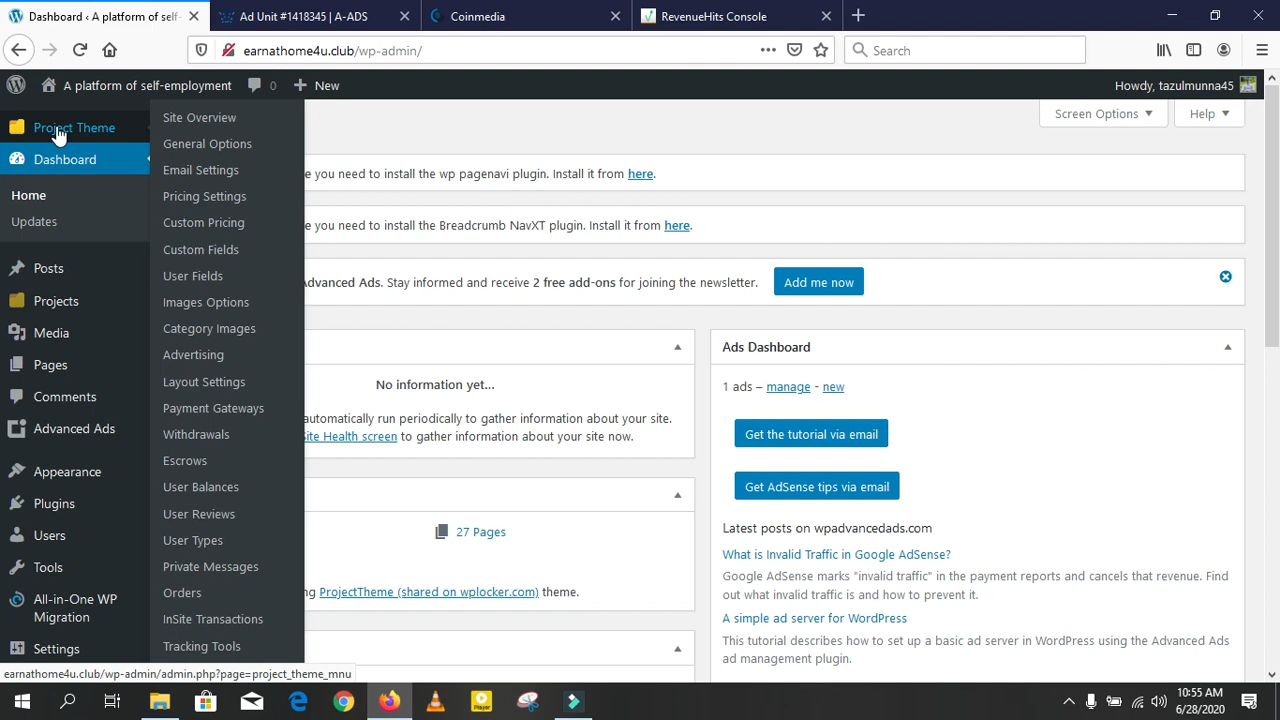 Dashboard ‹ A platform of self-
Ad Unit #1418345 | A-ADS
Coinmedia
RevenueHits Console
earnathome4u.club/wp-admin/
Search
A platform of self-employment
0
New
Howdy, tazulmunna45
Project Theme
Dashboard
Home
Updates
Posts
Projects
Media
Pages
Comments
Advanced Ads
Appearance
Plugins
Users
Tools
All-in-One WP
Migration
Settings
Site Overview
General Options
Email Settings
Pricing Settings
Custom Pricing
Custom Fields
User Fields
Images Options
Category Images
Advertising
Layout Settings
Payment Gateways
Withdrawals
Escrows
User Balances
User Reviews
User Types
Private Messages
Orders
InSite Transactions
Tracking Tools
Screen Options
Help
e you need to install the wp pagenavi plugin. Install it from here.
e you need to install the Breadcrumb NavXT plugin. Install it from here.
Advanced Ads. Stay informed and receive 2 free add-ons for joining the newsletter.
Add me now
No information yet...
automatically run periodically to gather information about your site.
Site Health screen to gather information about your site now.
27 Pages
ng ProjectTheme (shared on wplocker.com) theme.
Ads Dashboard
1 ads – manage - new
Get the tutorial via email
Get AdSense tips via email
Latest posts on wpadvancedads.com
What is Invalid Traffic in Google AdSense?
Google AdSense marks "invalid traffic" in the payment reports and cancels that revenue. Find
out what invalid traffic is and how to prevent it.
A simple ad server for WordPress
This tutorial describes how to set up a basic ad server in WordPress using the Advanced Ads
ad management plugin.
earnathome4u.club/wp-admin/admin.php?page=project_theme_mnu
Player
10:55 AM
6/28/2020